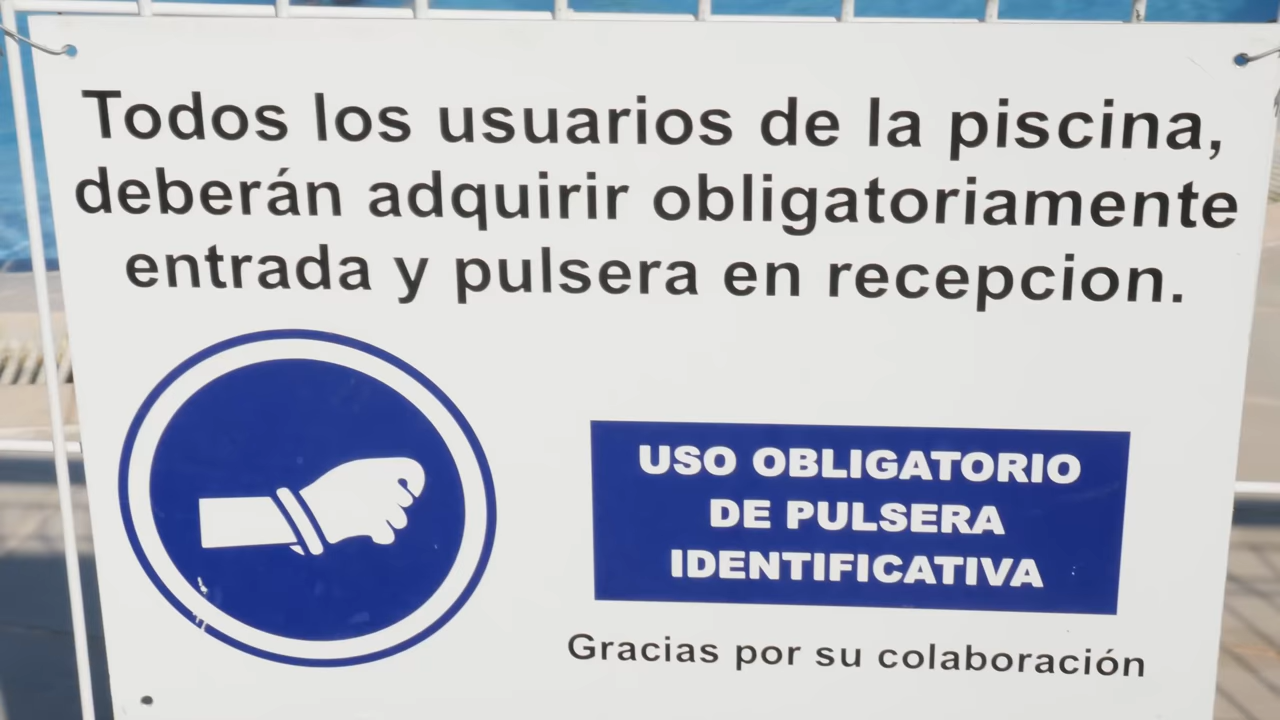 Todos los usuarios de la piscina,
deberán adquirir obligatoriamente
entrada y pulsera en recepcion.
USO OBLIGATORIO
DE PULSERA
IDENTIFICATIVA
Gracias por su colaboración